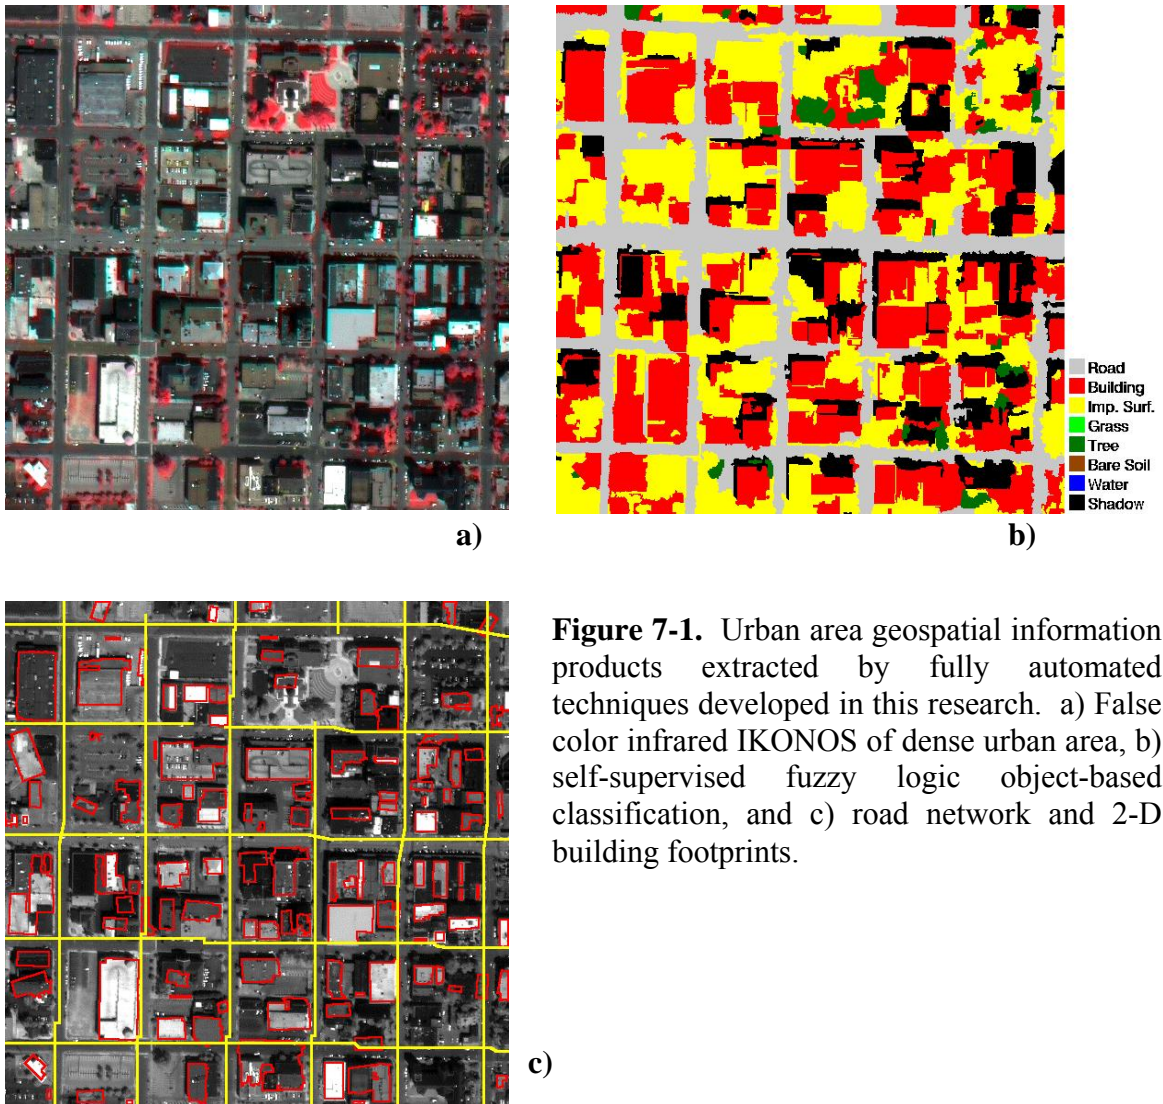 a)
b)
Road
Building
Imp. Surf.
Grass
Tree
Bare Soil
Water
Shadow
Figure 7-1. Urban area geospatial information
products extracted by fully automated
techniques developed in this research. a) False
color infrared IKONOS of dense urban area, b)
self-supervised fuzzy logic object-based
classification, and c) road network and 2-D
building footprints.
c)